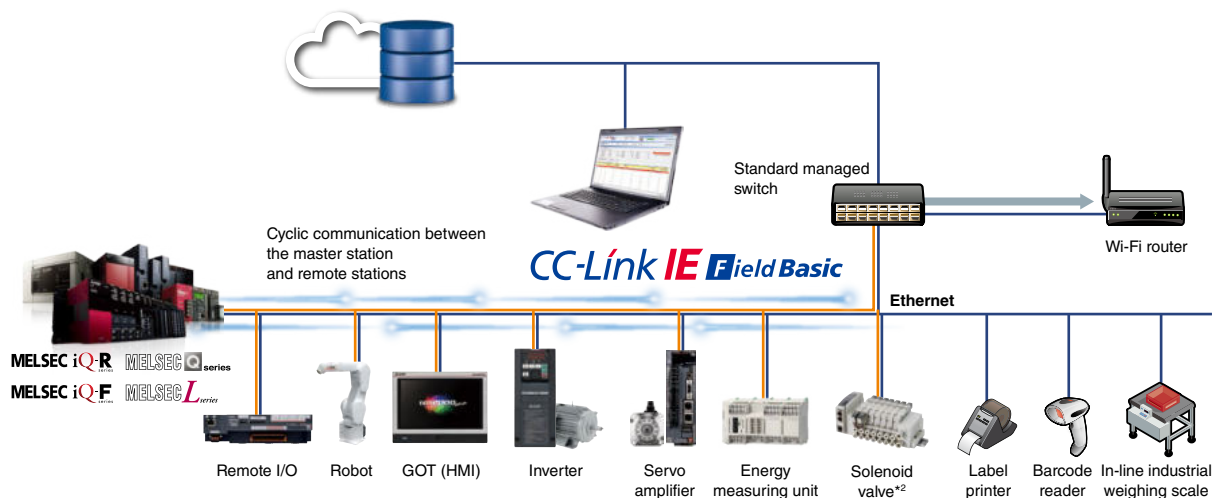 Standard managed
switch
Wi-Fi router
Cyclic communication between
the master station
and remote stations
CC-Link IE Field Basic
Ethernet
MELSEC iQ-R series MELSEC Q series
MELSEC iQ-F series MELSEC L series
Remote I/O
Robot
GOT (HMI)
Inverter
Servo
amplifier
Energy
measuring unit
Solenoid
valve*2
Label
printer
Barcode
reader
In-line industrial
weighing scale